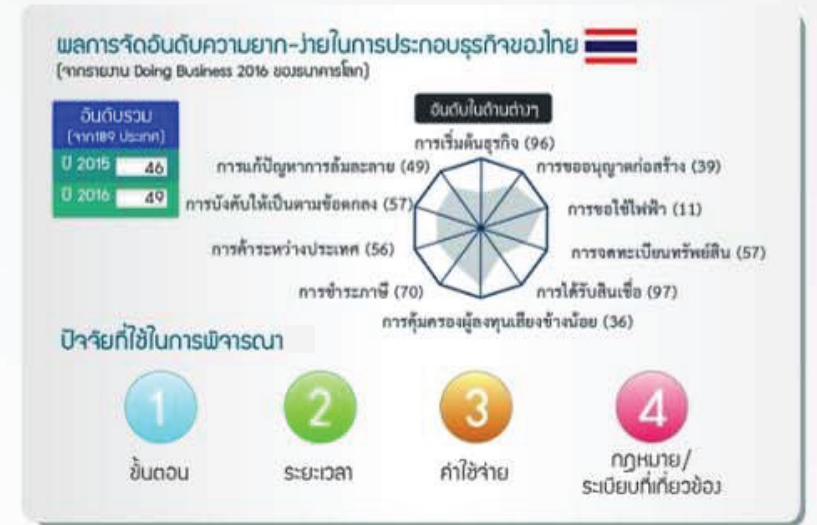 ผลการจัดอันดับความยาก-ง่ายในการประกอบธุรกิจของไทย
(จากรายงาน Doing Business 2016 ของธนาคารโลก)
อันดับรวม
(จาก189 ประเทศ)
ปี 2015 46
ปี 2016 49
อันดับในด้านต่างๆ
การเริ่มต้นธุรกิจ (96)
การขออนุญาตก่อสร้าง (39)
การขอใช้ไฟฟ้า (11)
การจดทะเบียนทรัพย์สิน (57)
การได้รับสินเชื่อ (97)
การคุ้มครองผู้ลงทุนเสียงข้างน้อย (36)
การชำระภาษี (70)
การค้าระหว่างประเทศ (56)
การบังคับให้เป็นตามข้อตกลง (57)
การแก้ปัญหาการล้มละลาย (49)
ปัจจัยที่ใช้ในการพิจารณา
1
ขั้นตอน
2
ระยะเวลา
3
ค่าใช้จ่าย
4
กฎหมาย/
ระเบียบที่เกี่ยวข้อง